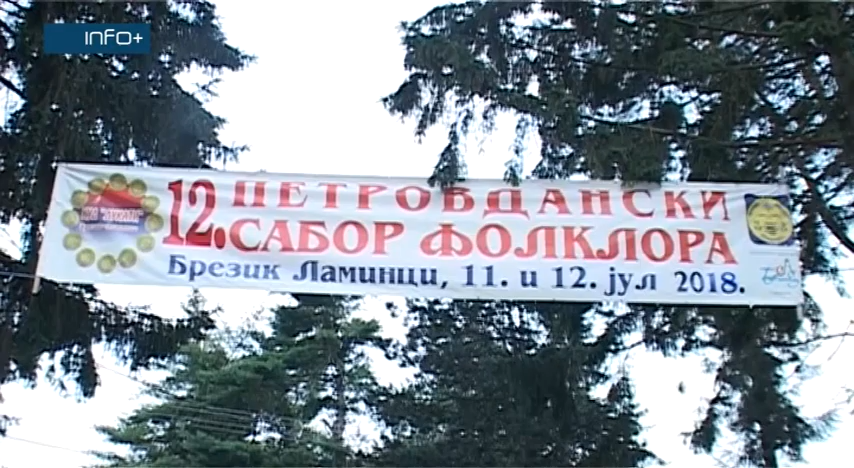 INFO+
12. ПЕТРОВДАНСКИ
САБОР ФОЛКЛОРА
Брезик Ламинци, 11. и 12. јул 2018.